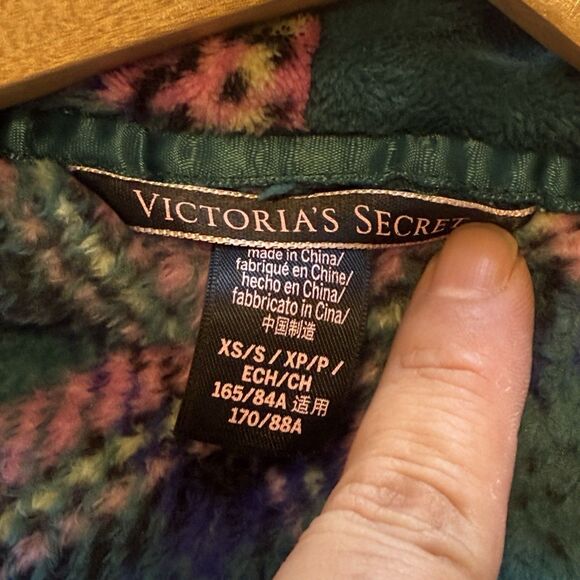 VICTORIA'S SECRET
made in China/
fabriqué en Chine/
hecho en China/
fabbricato in Cina/
中国制造
XS/S / XP/P /
ECH/CH
165/84A 适用
170/88A